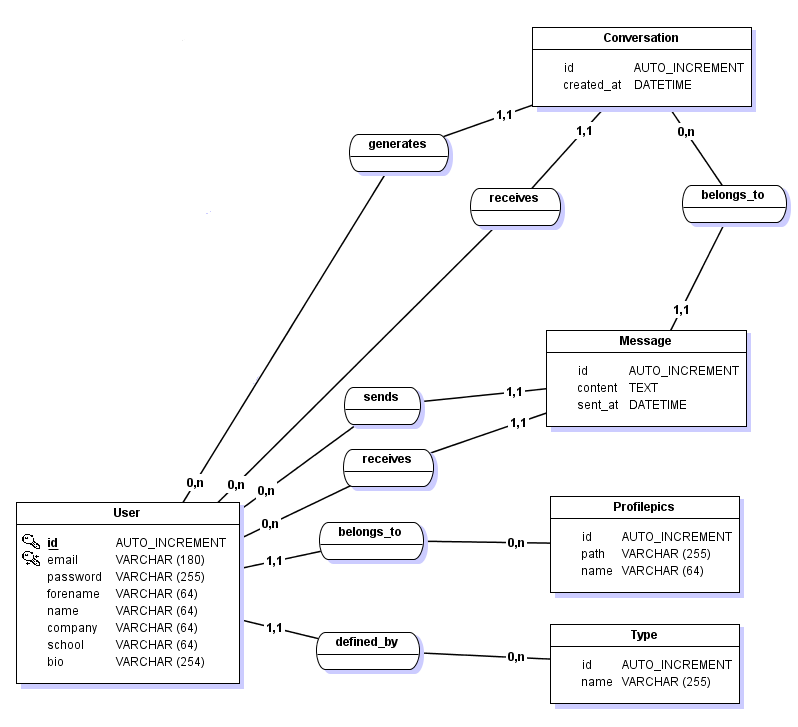 Conversation
id AUTO_INCREMENT
created_at DATETIME
1,1
generates
1,1
0,n
receives
belongs_to
1,1
Message
id AUTO_INCREMENT
content TEXT
sent_at DATETIME
sends
1,1
1,1
receives
0,n
0,n
0,n
0,n
User
id AUTO_INCREMENT
email VARCHAR (180)
password VARCHAR (255)
forename VARCHAR (64)
name VARCHAR (64)
company VARCHAR (64)
school VARCHAR (64)
bio VARCHAR (254)
belongs_to
1,1
0,n
Profilepics
id AUTO_INCREMENT
path VARCHAR (255)
name VARCHAR (64)
1,1
defined_by
0,n
Type
id AUTO_INCREMENT
name VARCHAR (255)